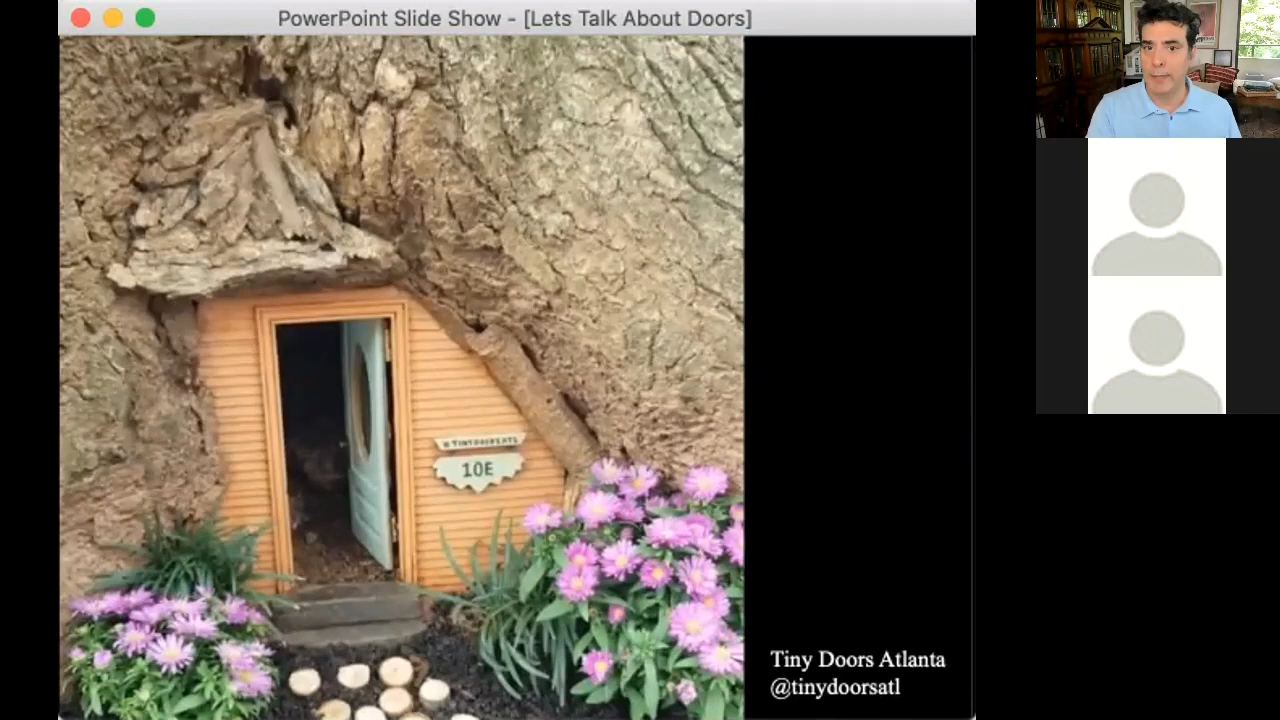 PowerPoint Slide Show - [Lets Talk About Doors]
#TINYDOORSATL
10E
Tiny Doors Atlanta
@tinydoorsatl